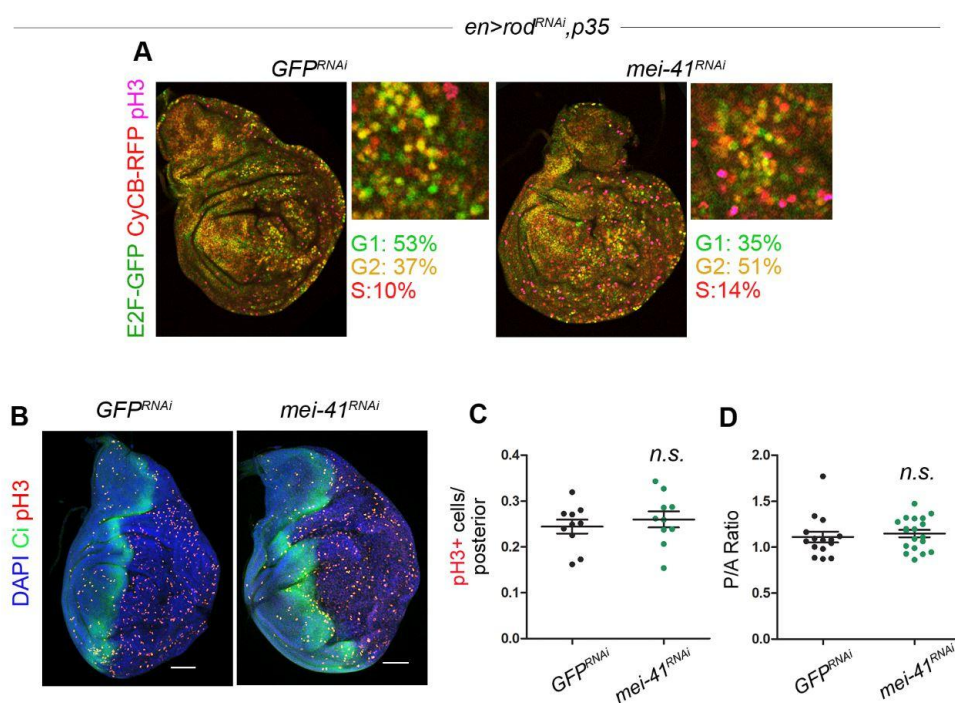 en>rodRNAi,p35
A
GFPRNAi
mei-41RNAi
E2F-GFP CyCB-RFP pH3
G1: 53%
G2: 37%
S:10%
G1: 35%
G2: 51%
S:14%
B
GFPRNAi
mei-41RNAi
DAPI Ci pH3
C
n.s.
pH3+ cells/
posterior
0.4
0.3
0.2
0.1
0.0
GFPRNAi
mei-41RNAi
D
n.s.
P/A Ratio
2.0
1.5
1.0
0.5
0.0
GFPRNAi
mei-41RNAi